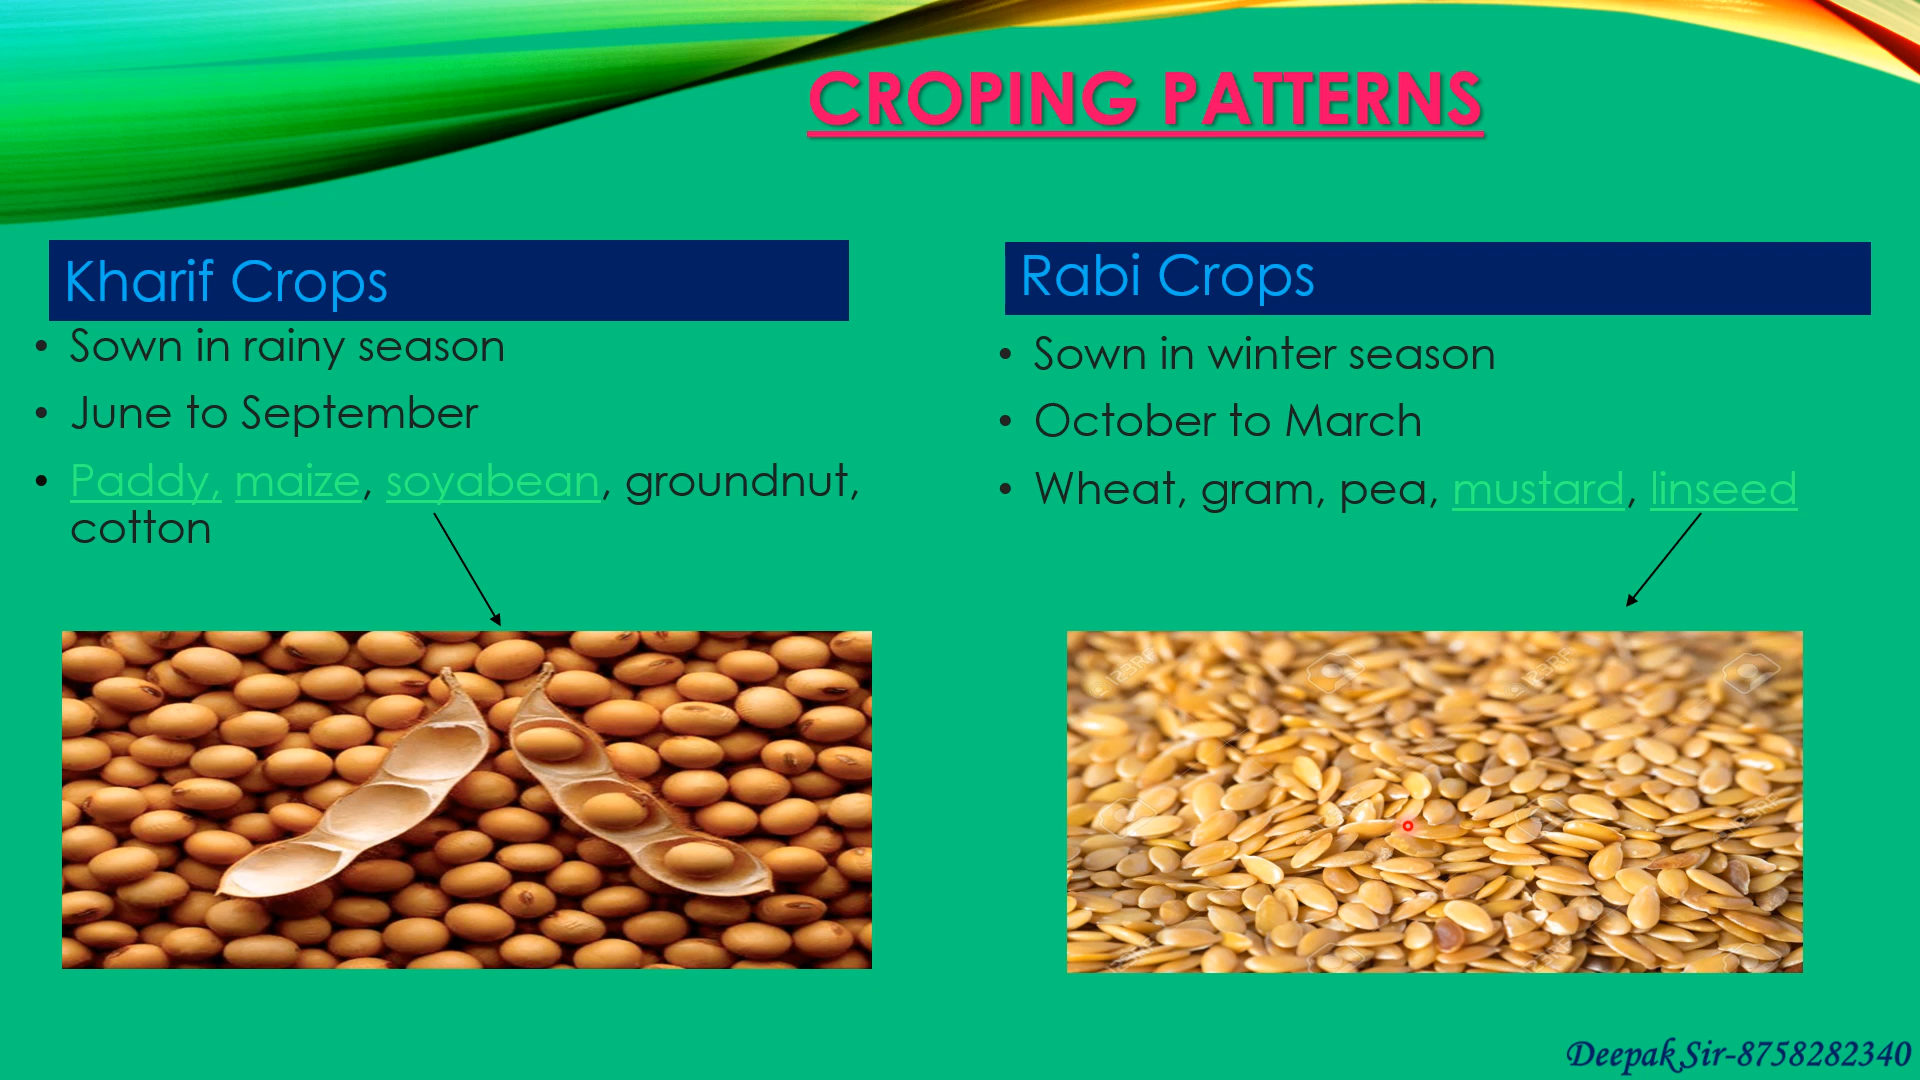 CROPING PATTERNS
Kharif Crops
• Sown in rainy season
• June to September
• Paddy, maize, soyabean, groundnut,
cotton
Rabi Crops
• Sown in winter season
• October to March
• Wheat, gram, pea, mustard, linseed
Deepak Sir-8758282340